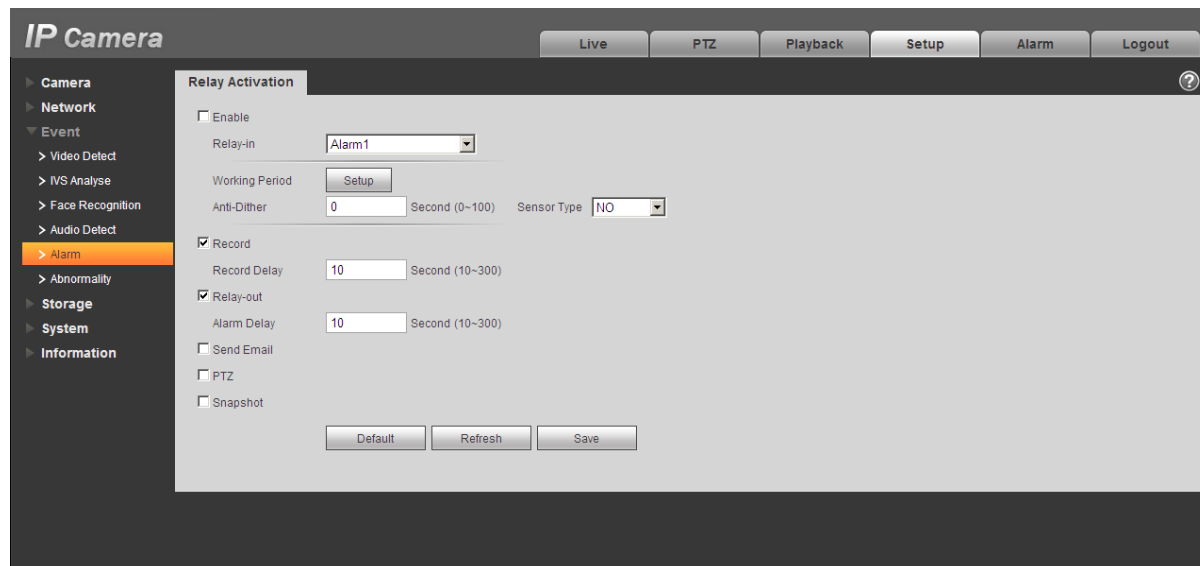 IP Camera
Live PTZ Playback Setup Alarm Logout
Camera
Network
Event
> Video Detect
> IVS Analyse
> Face Recognition
> Audio Detect
> Alarm
> Abnormality
Storage
System
Information
Relay Activation
?
Enable
Relay-in Alarm1
Working Period Setup
Anti-Dither 0 Second (0~100) Sensor Type NO
Record
Record Delay 10 Second (10~300)
Relay-out
Alarm Delay 10 Second (10~300)
Send Email
PTZ
Snapshot
Default Refresh Save